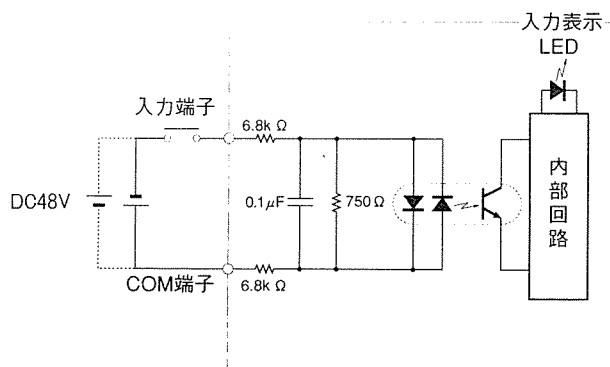 入力表示
LED
入力端子
6.8k Ω
DC48V
0.1μF
750Ω
内部回路
COM端子
6.8k Ω